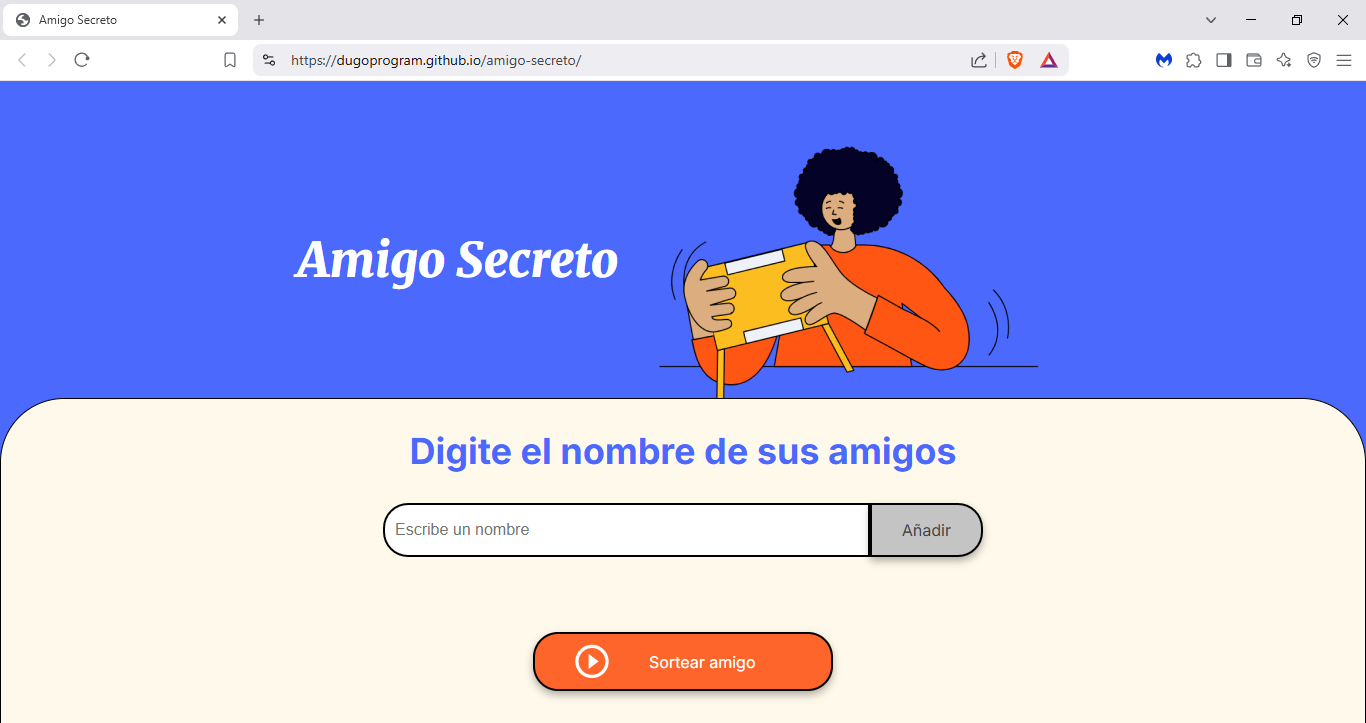 Amigo Secreto
https://dugoprogram.github.io/amigo-secreto/
Amigo Secreto
Digite el nombre de sus amigos
Escribe un nombre
Añadir
Sortear amigo